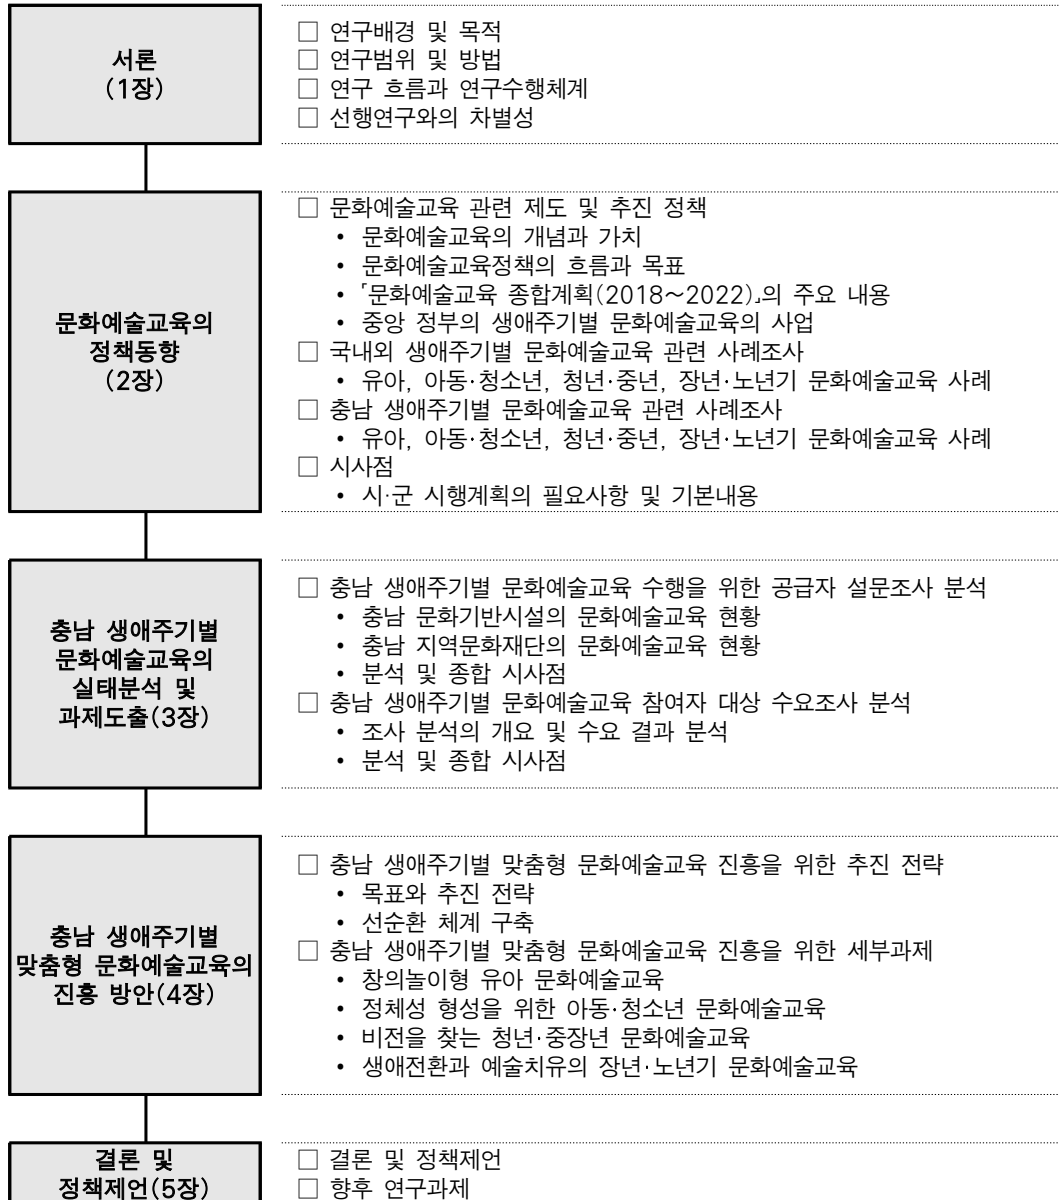 서론
(1장)
□ 연구배경 및 목적
□ 연구범위 및 방법
□ 연구 흐름과 연구수행체계
□ 선행연구와의 차별성
문화예술교육의
정책동향
(2장)
□ 문화예술교육 관련 제도 및 추진 정책
• 문화예술교육의 개념과 가치
• 문화예술교육정책의 흐름과 목표
• 「문화예술교육 종합계획(2018~2022)」의 주요 내용
• 중앙 정부의 생애주기별 문화예술교육의 사업
□ 국내외 생애주기별 문화예술교육 관련 사례조사
• 유아, 아동·청소년, 청년·중년, 장년·노년기 문화예술교육 사례
□ 충남 생애주기별 문화예술교육 관련 사례조사
• 유아, 아동·청소년, 청년·중년, 장년·노년기 문화예술교육 사례
□ 시사점
• 시·군 시행계획의 필요사항 및 기본내용
충남 생애주기별
문화예술교육의
실태분석 및
과제도출(3장)
□ 충남 생애주기별 문화예술교육 수행을 위한 공급자 설문조사 분석
• 충남 문화기반시설의 문화예술교육 현황
• 충남 지역문화재단의 문화예술교육 현황
• 분석 및 종합 시사점
□ 충남 생애주기별 문화예술교육 참여자 대상 수요조사 분석
• 조사 분석의 개요 및 수요 결과 분석
• 분석 및 종합 시사점
충남 생애주기별
맞춤형 문화예술교육의
진흥 방안(4장)
□ 충남 생애주기별 맞춤형 문화예술교육 진흥을 위한 추진 전략
• 목표와 추진 전략
• 선순환 체계 구축
□ 충남 생애주기별 맞춤형 문화예술교육 진흥을 위한 세부과제
• 창의놀이형 유아 문화예술교육
• 정체성 형성을 위한 아동·청소년 문화예술교육
• 비전을 찾는 청년·중장년 문화예술교육
• 생애전환과 예술치유의 장년·노년기 문화예술교육
결론 및
정책제언(5장)
□ 결론 및 정책제언
□ 향후 연구과제